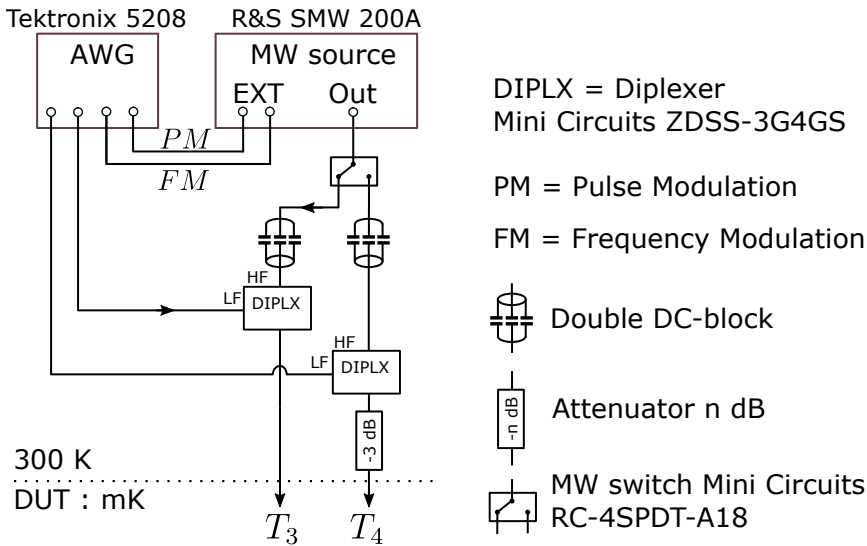 Tektronix 5208
R&S SMW 200A
AWG
MW source
EXT
Out
PM
FM
HF
LF
DIPLX
HF
LF
DIPLX
-3 dB
300 K
DUT : mK
T₃
T₄
DIPLX = Diplexer
Mini Circuits ZDSS-3G4GS
PM = Pulse Modulation
FM = Frequency Modulation
Double DC-block
-n dB
Attenuator n dB
MW switch Mini Circuits
RC-4SPDT-A18